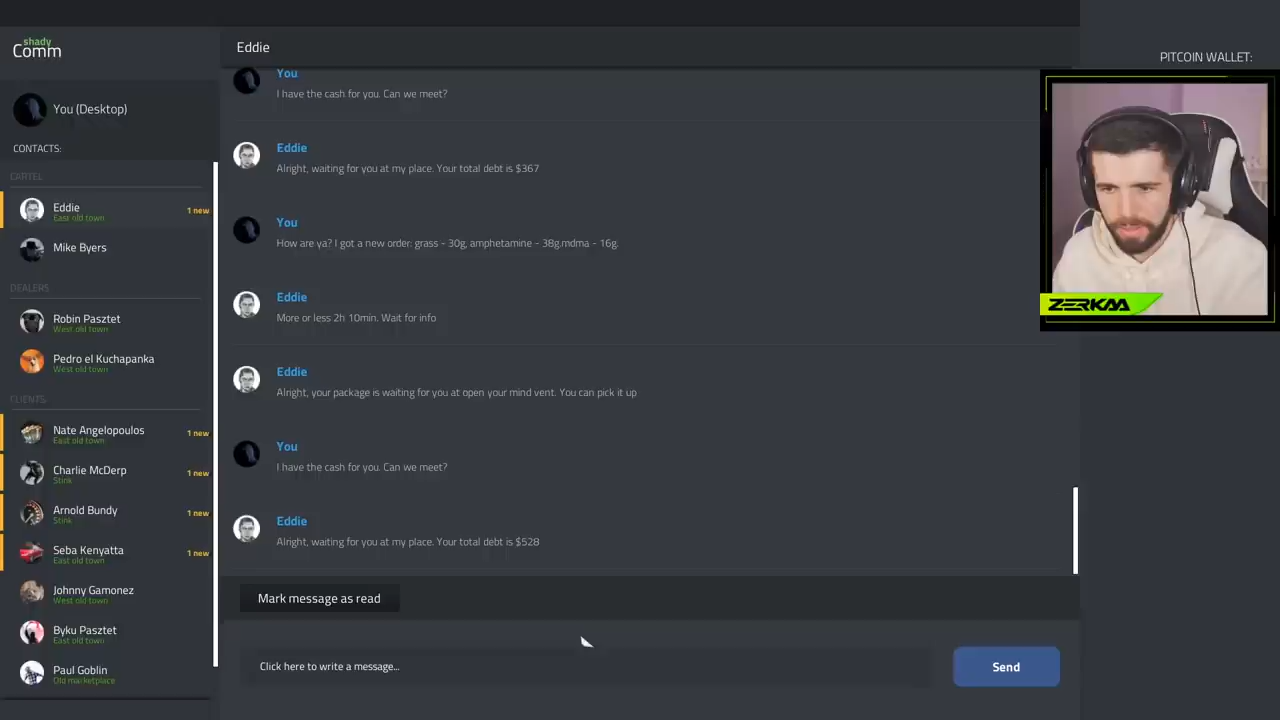 shady
Comm
Eddie
PITCOIN WALLET:
You (Desktop)
CONTACTS:
CARTEL
Eddie
East old town
1 new
Mike Byers
DEALERS
Robin Pasztet
West old town
Pedro el Kuchapanka
West old town
CLIENTS
Nate Angelopoulos
East old town
1 new
Charlie McDerp
Stink
1 new
Arnold Bundy
Stink
1 new
Seba Kenyatta
East old town
1 new
Johnny Gamonez
West old town
Byku Pasztet
East old town
Paul Goblin
Old marketplace
You
I have the cash for you. Can we meet?
Eddie
Alright, waiting for you at my place. Your total debt is $367
You
How are ya? I got a new order: grass - 30g, amphetamine - 38g,mdma - 16g.
Eddie
More or less 2h 10min. Wait for info
Eddie
Alright, your package is waiting for you at open your mind vent. You can pick it up
You
I have the cash for you. Can we meet?
Eddie
Alright, waiting for you at my place. Your total debt is $528
Mark message as read
Click here to write a message...
Send
ZERKAA